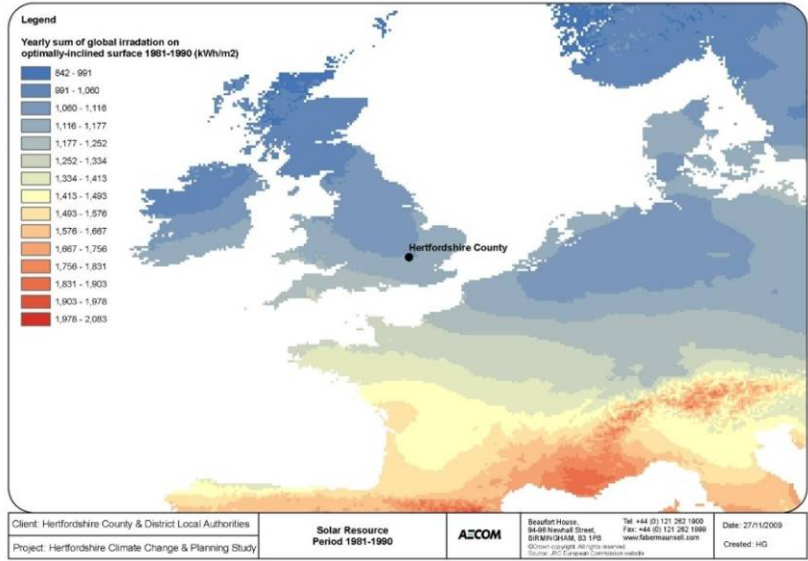 Legend
Yearly sum of global irradation on
optimally-inclined surface 1981-1990 (kWh/m2)
842 - 991
991 - 1,060
1,060 - 1,116
1,116 - 1,177
1,177 - 1,252
1,252 - 1,334
1,334 - 1,413
1,413 - 1,493
1,493 - 1,576
1,576 - 1,667
1,667 - 1,756
1,756 - 1,831
1,831 - 1,903
1,903 - 1,978
1,978 - 2,083
Hertfordshire County
Client: Hertfordshire County & District Local Authorities
Project: Hertfordshire Climate Change & Planning Study
Solar Resource
Period 1981-1990
AECOM
Beaufort House,
94-96 Newhall Street,
BIRMINGHAM, B3 1PB
©Crown copyright. All rights reserved
Source: JRC European Commission website
Tel: +44 (0) 121 262 1900
Fax: +44 (0) 121 262 1999
www.fabermaunsell.com
Date: 27/11/2009
Created: HG